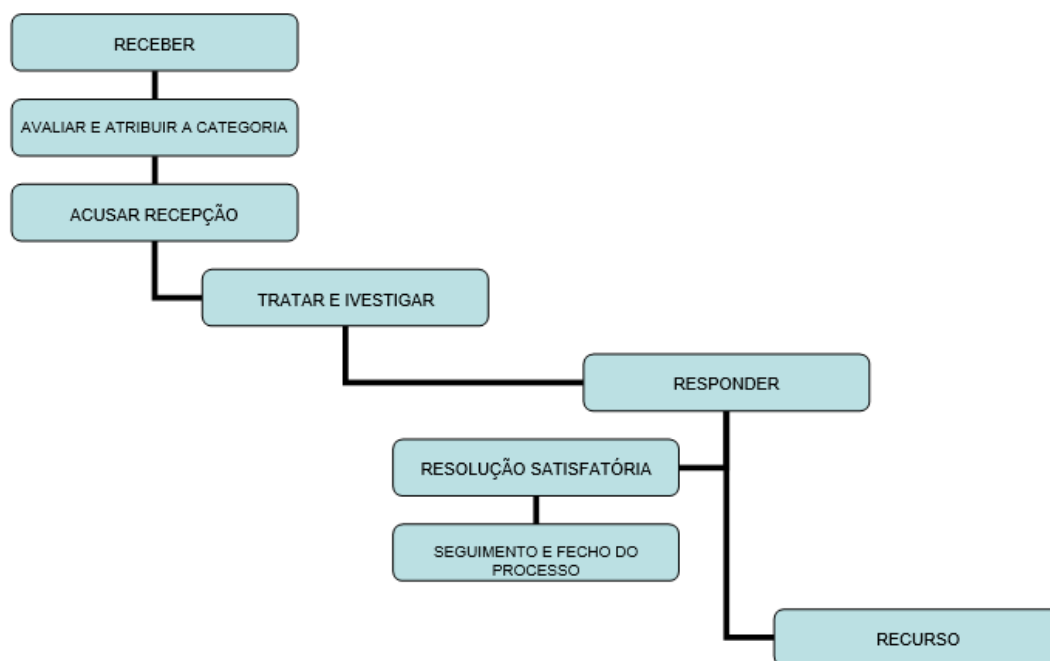 RECEBER
AVALIAR E ATRIBUIR A CATEGORIA
ACUSAR RECEPÇÃO
TRATAR E IVESTIGAR
RESPONDER
RESOLUÇÃO SATISFATÓRIA
SEGUIMENTO E FECHO DO
PROCESSO
RECURSO